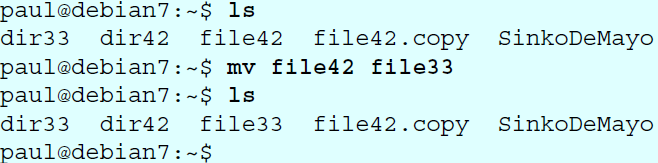 paul@debian7:~$ ls
dir33  dir42  file42  file42.copy  SinkoDeMayo
paul@debian7:~$ mv file42 file33
paul@debian7:~$ ls
dir33  dir42  file33  file42.copy  SinkoDeMayo
paul@debian7:~$